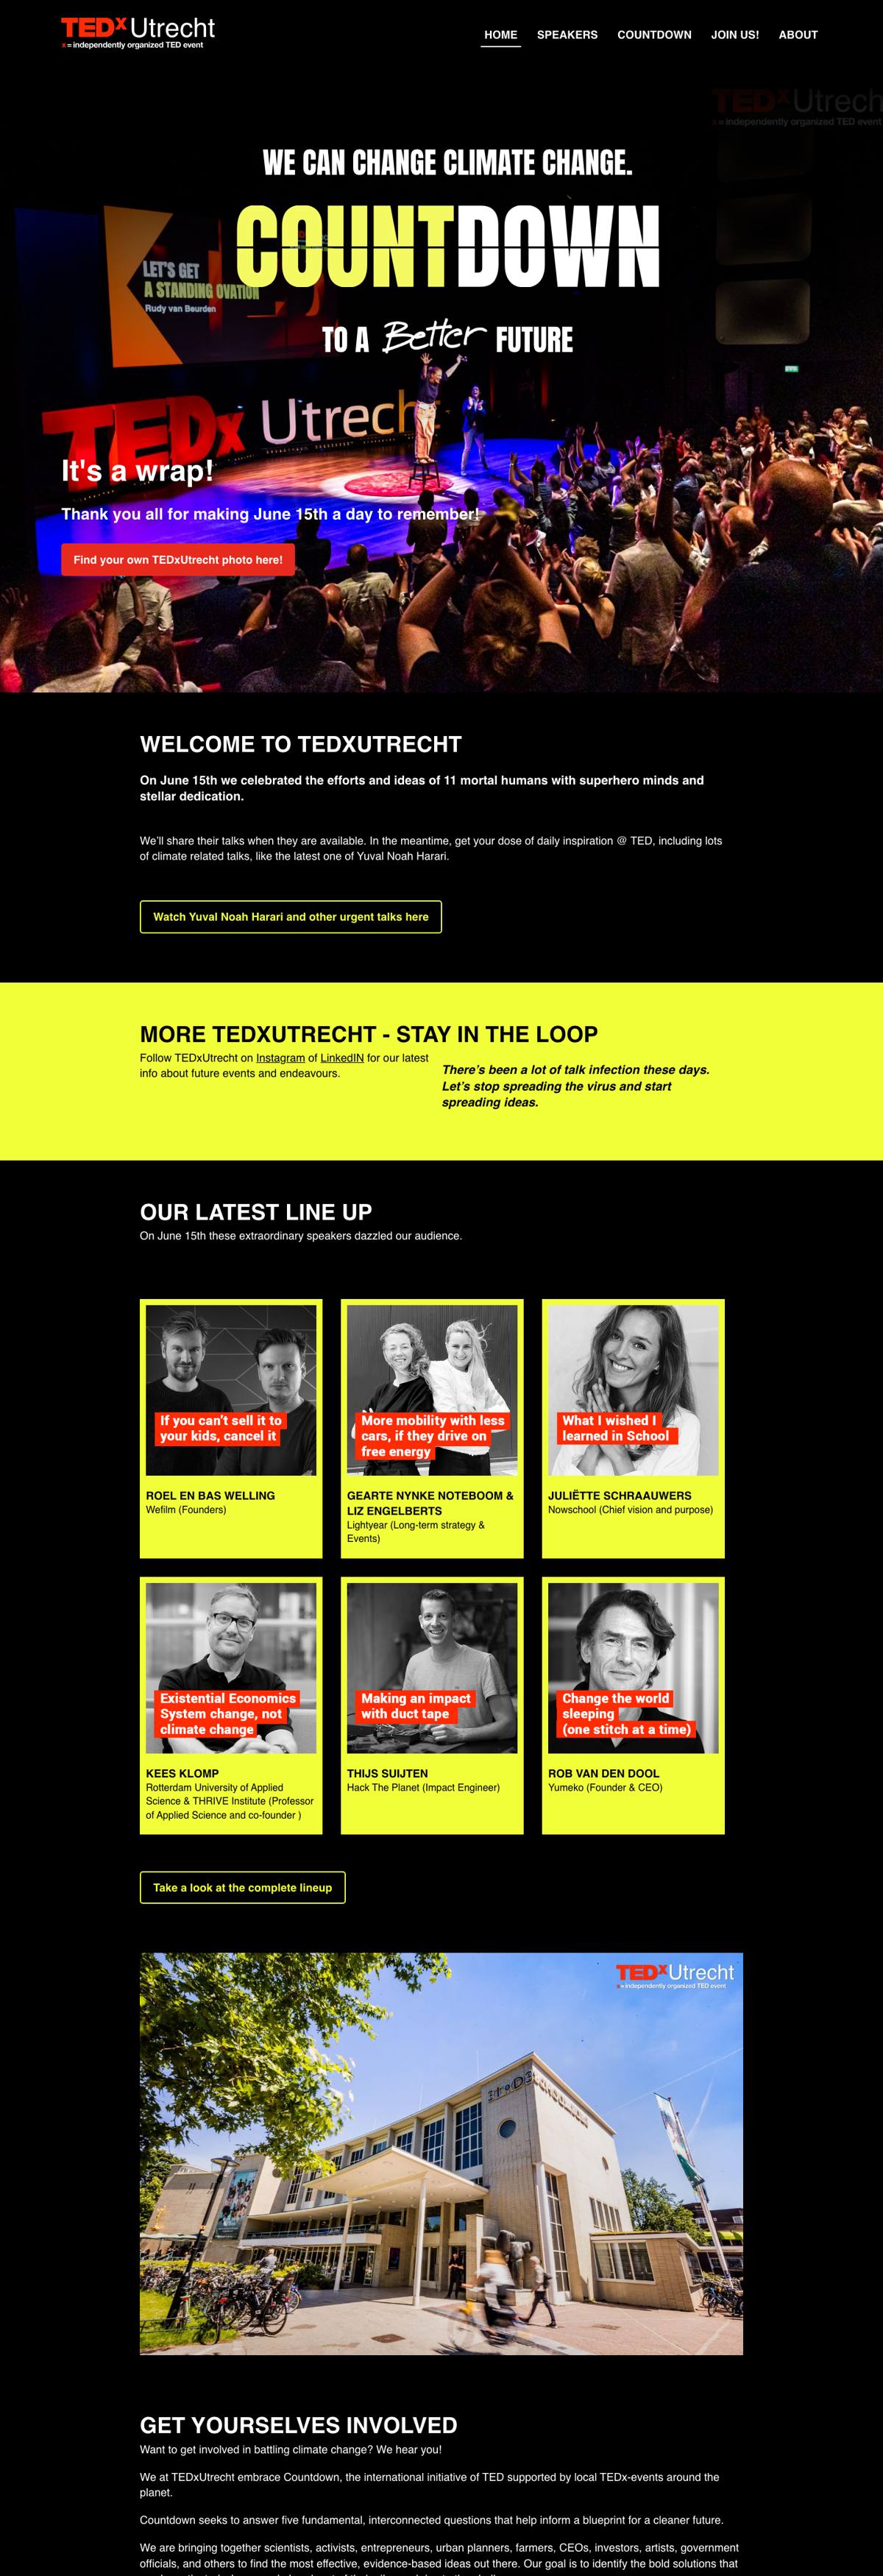 TEDxUtrecht
x = independently organized TED event
HOME SPEAKERS COUNTDOWN JOIN US! ABOUT
TEDxUtrech
= independently organized TED event
WE CAN CHANGE CLIMATE CHANGE.
COUNTDOWN
TO A Better FUTURE
LET'S GET
A STANDING OVATION
Rudy van Beurden
TEDx Utrecht
It's a wrap!
Thank you all for making June 15th a day to remember!
Find your own TEDxUtrecht photo here!
WELCOME TO TEDXUTRECHT
On June 15th we celebrated the efforts and ideas of 11 mortal humans with superhero minds and
stellar dedication.
We'll share their talks when they are available. In the meantime, get your dose of daily inspiration @ TED, including lots
of climate related talks, like the latest one of Yuval Noah Harari.
Watch Yuval Noah Harari and other urgent talks here
MORE TEDXUTRECHT - STAY IN THE LOOP
Follow TEDxUtrecht on Instagram of LinkedIN for our latest
info about future events and endeavours.
There's been a lot of talk infection these days.
Let's stop spreading the virus and start
spreading ideas.
OUR LATEST LINE UP
On June 15th these extraordinary speakers dazzled our audience.
If you can't sell it to
your kids, cancel it
ROEL EN BAS WELLING
Wefilm (Founders)
More mobility with less
cars, if they drive on
free energy
GEARTE NYNKE NOTEBOOM &
LIZ ENGELBERTS
Lightyear (Long-term strategy &
Events)
What I wished I
learned in School
JULIËTTE SCHRAAUWERS
Nowschool (Chief vision and purpose)
Existential Economics
System change, not
climate change
KEES KLOMP
Rotterdam University of Applied
Science & THRIVE Institute (Professor
of Applied Science and co-founder )
Making an impact
with duct tape
THIJS SUIJTEN
Hack The Planet (Impact Engineer)
Change the world
sleeping
(one stitch at a time)
ROB VAN DEN DOOL
Yumeko (Founder & CEO)
Take a look at the complete lineup
TEDxUtrecht
x = independently organized TED event
GET YOURSELVES INVOLVED
Want to get involved in battling climate change? We hear you!
We at TEDxUtrecht embrace Countdown, the international initiative of TED supported by local TEDx-events around the
planet.
Countdown seeks to answer five fundamental, interconnected questions that help inform a blueprint for a cleaner future.
We are bringing together scientists, activists, entrepreneurs, urban planners, farmers, CEOs, investors, artists, government
officials, and others to find the most effective, evidence-based ideas out there. Our goal is to identify the bold solutions that